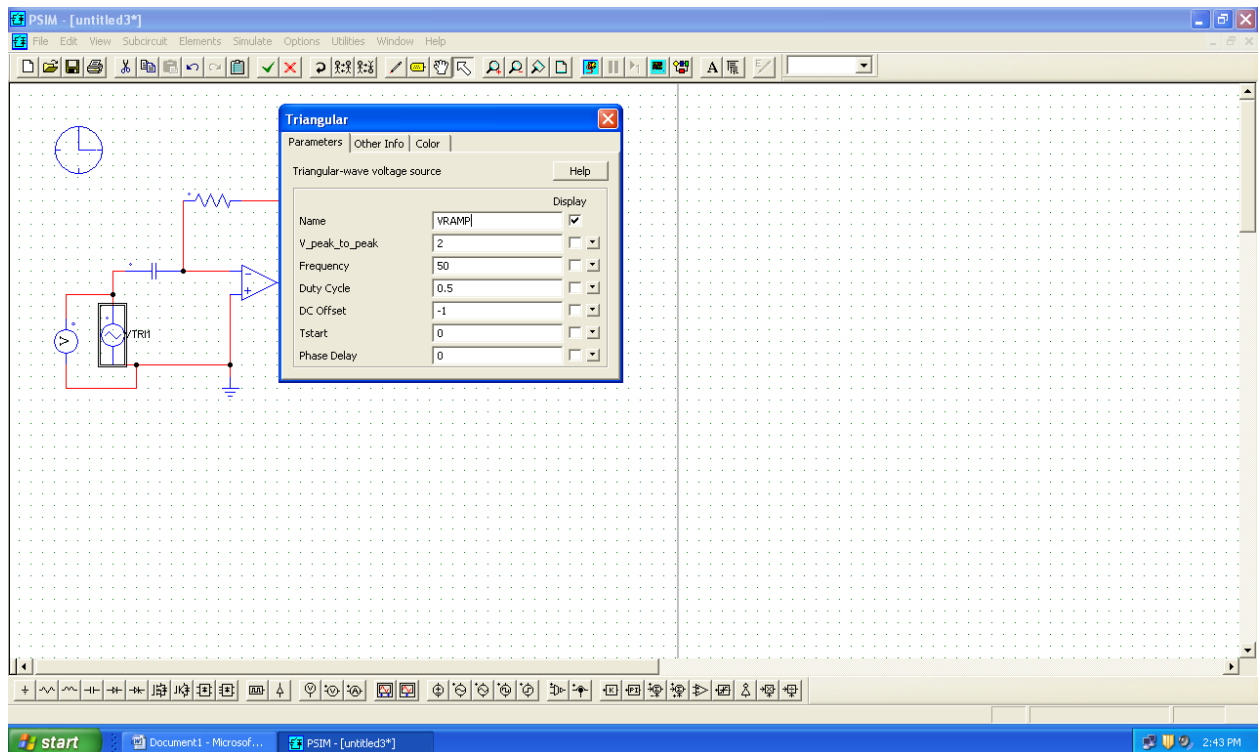 PSIM - [untitled3*]
File Edit View Subcircuit Elements Simulate Options Utilities Window Help
Triangular
Parameters Other Info Color
Triangular-wave voltage source Help
Display
Name VRAMP
V_peak_to_peak 2
Frequency 50
Duty Cycle 0.5
DC Offset -1
Tstart 0
Phase Delay 0
VTRI1
V
start Document1 - Microsof... PSIM - [untitled3*] 2:43 PM